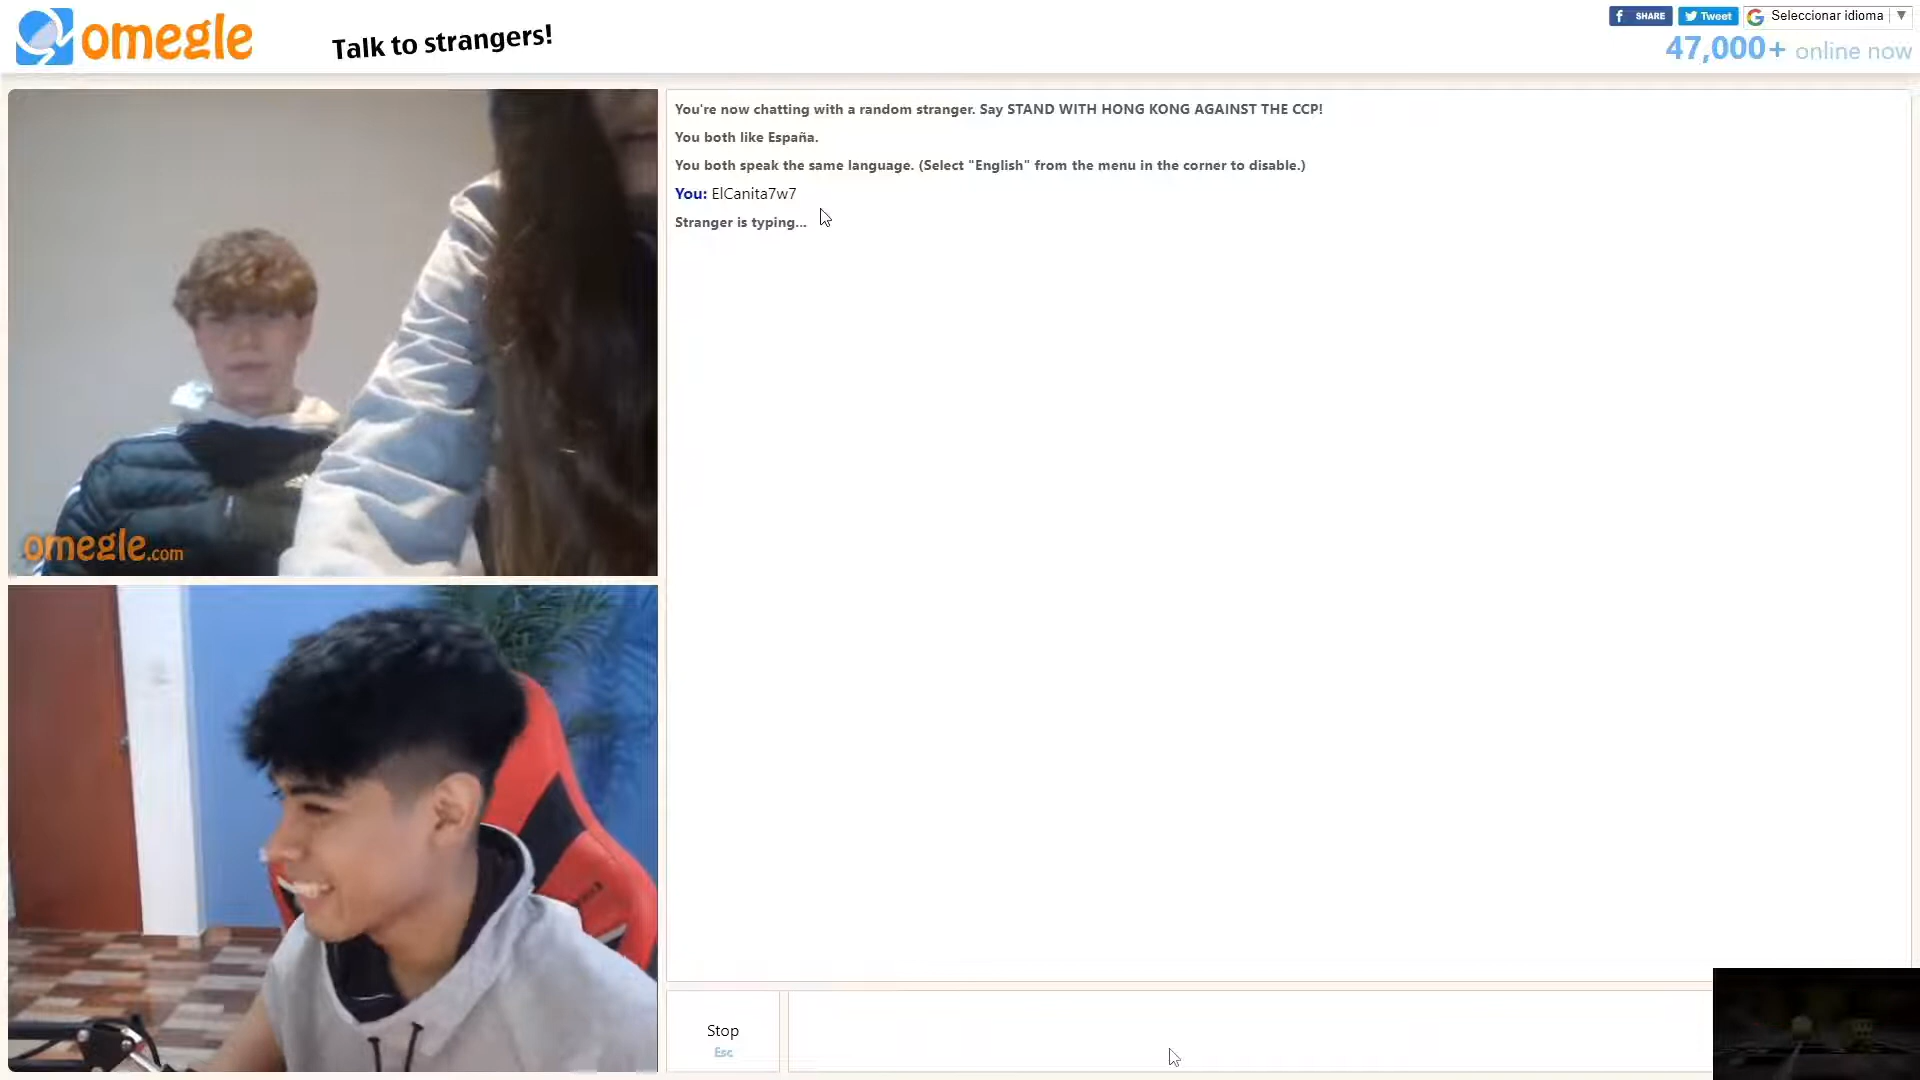 omegle
Talk to strangers!
f SHARE
Tweet
G Seleccionar idioma ▼
47,000+ online now
You're now chatting with a random stranger. Say STAND WITH HONG KONG AGAINST THE CCP!
You both like España.
You both speak the same language. (Select "English" from the menu in the corner to disable.)
You: ElCanita7w7
Stranger is typing...
omegle.com
Stop
Esc